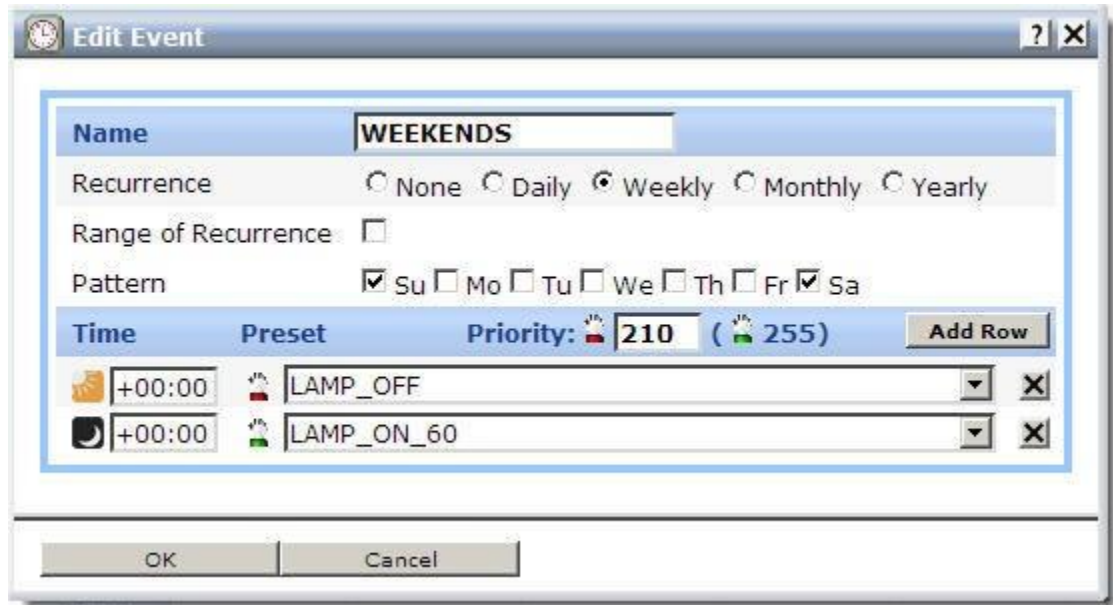 Edit Event ?
Name WEEKENDS
Recurrence None Daily Weekly Monthly Yearly
Range of Recurrence
Pattern Su Mo Tu We Th Fr Sa
Time Preset Priority: 210 ( 255) Add Row
+00:00 LAMP_OFF
+00:00 LAMP_ON_60
OK Cancel